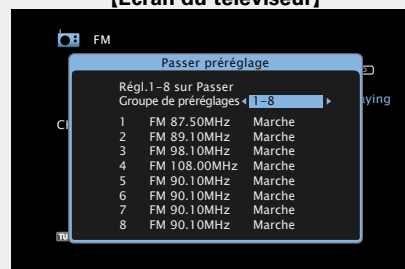 [Écran du téléviseur]
FM
Passer préréglage
Régl.1-8 sur Passer
Groupe de préréglages 1-8
1 FM 87.50MHz Marche
2 FM 89.10MHz Marche
3 FM 98.10MHz Marche
4 FM 108.00MHz Marche
5 FM 90.10MHz Marche
6 FM 90.10MHz Marche
7 FM 90.10MHz Marche
8 FM 90.10MHz Marche